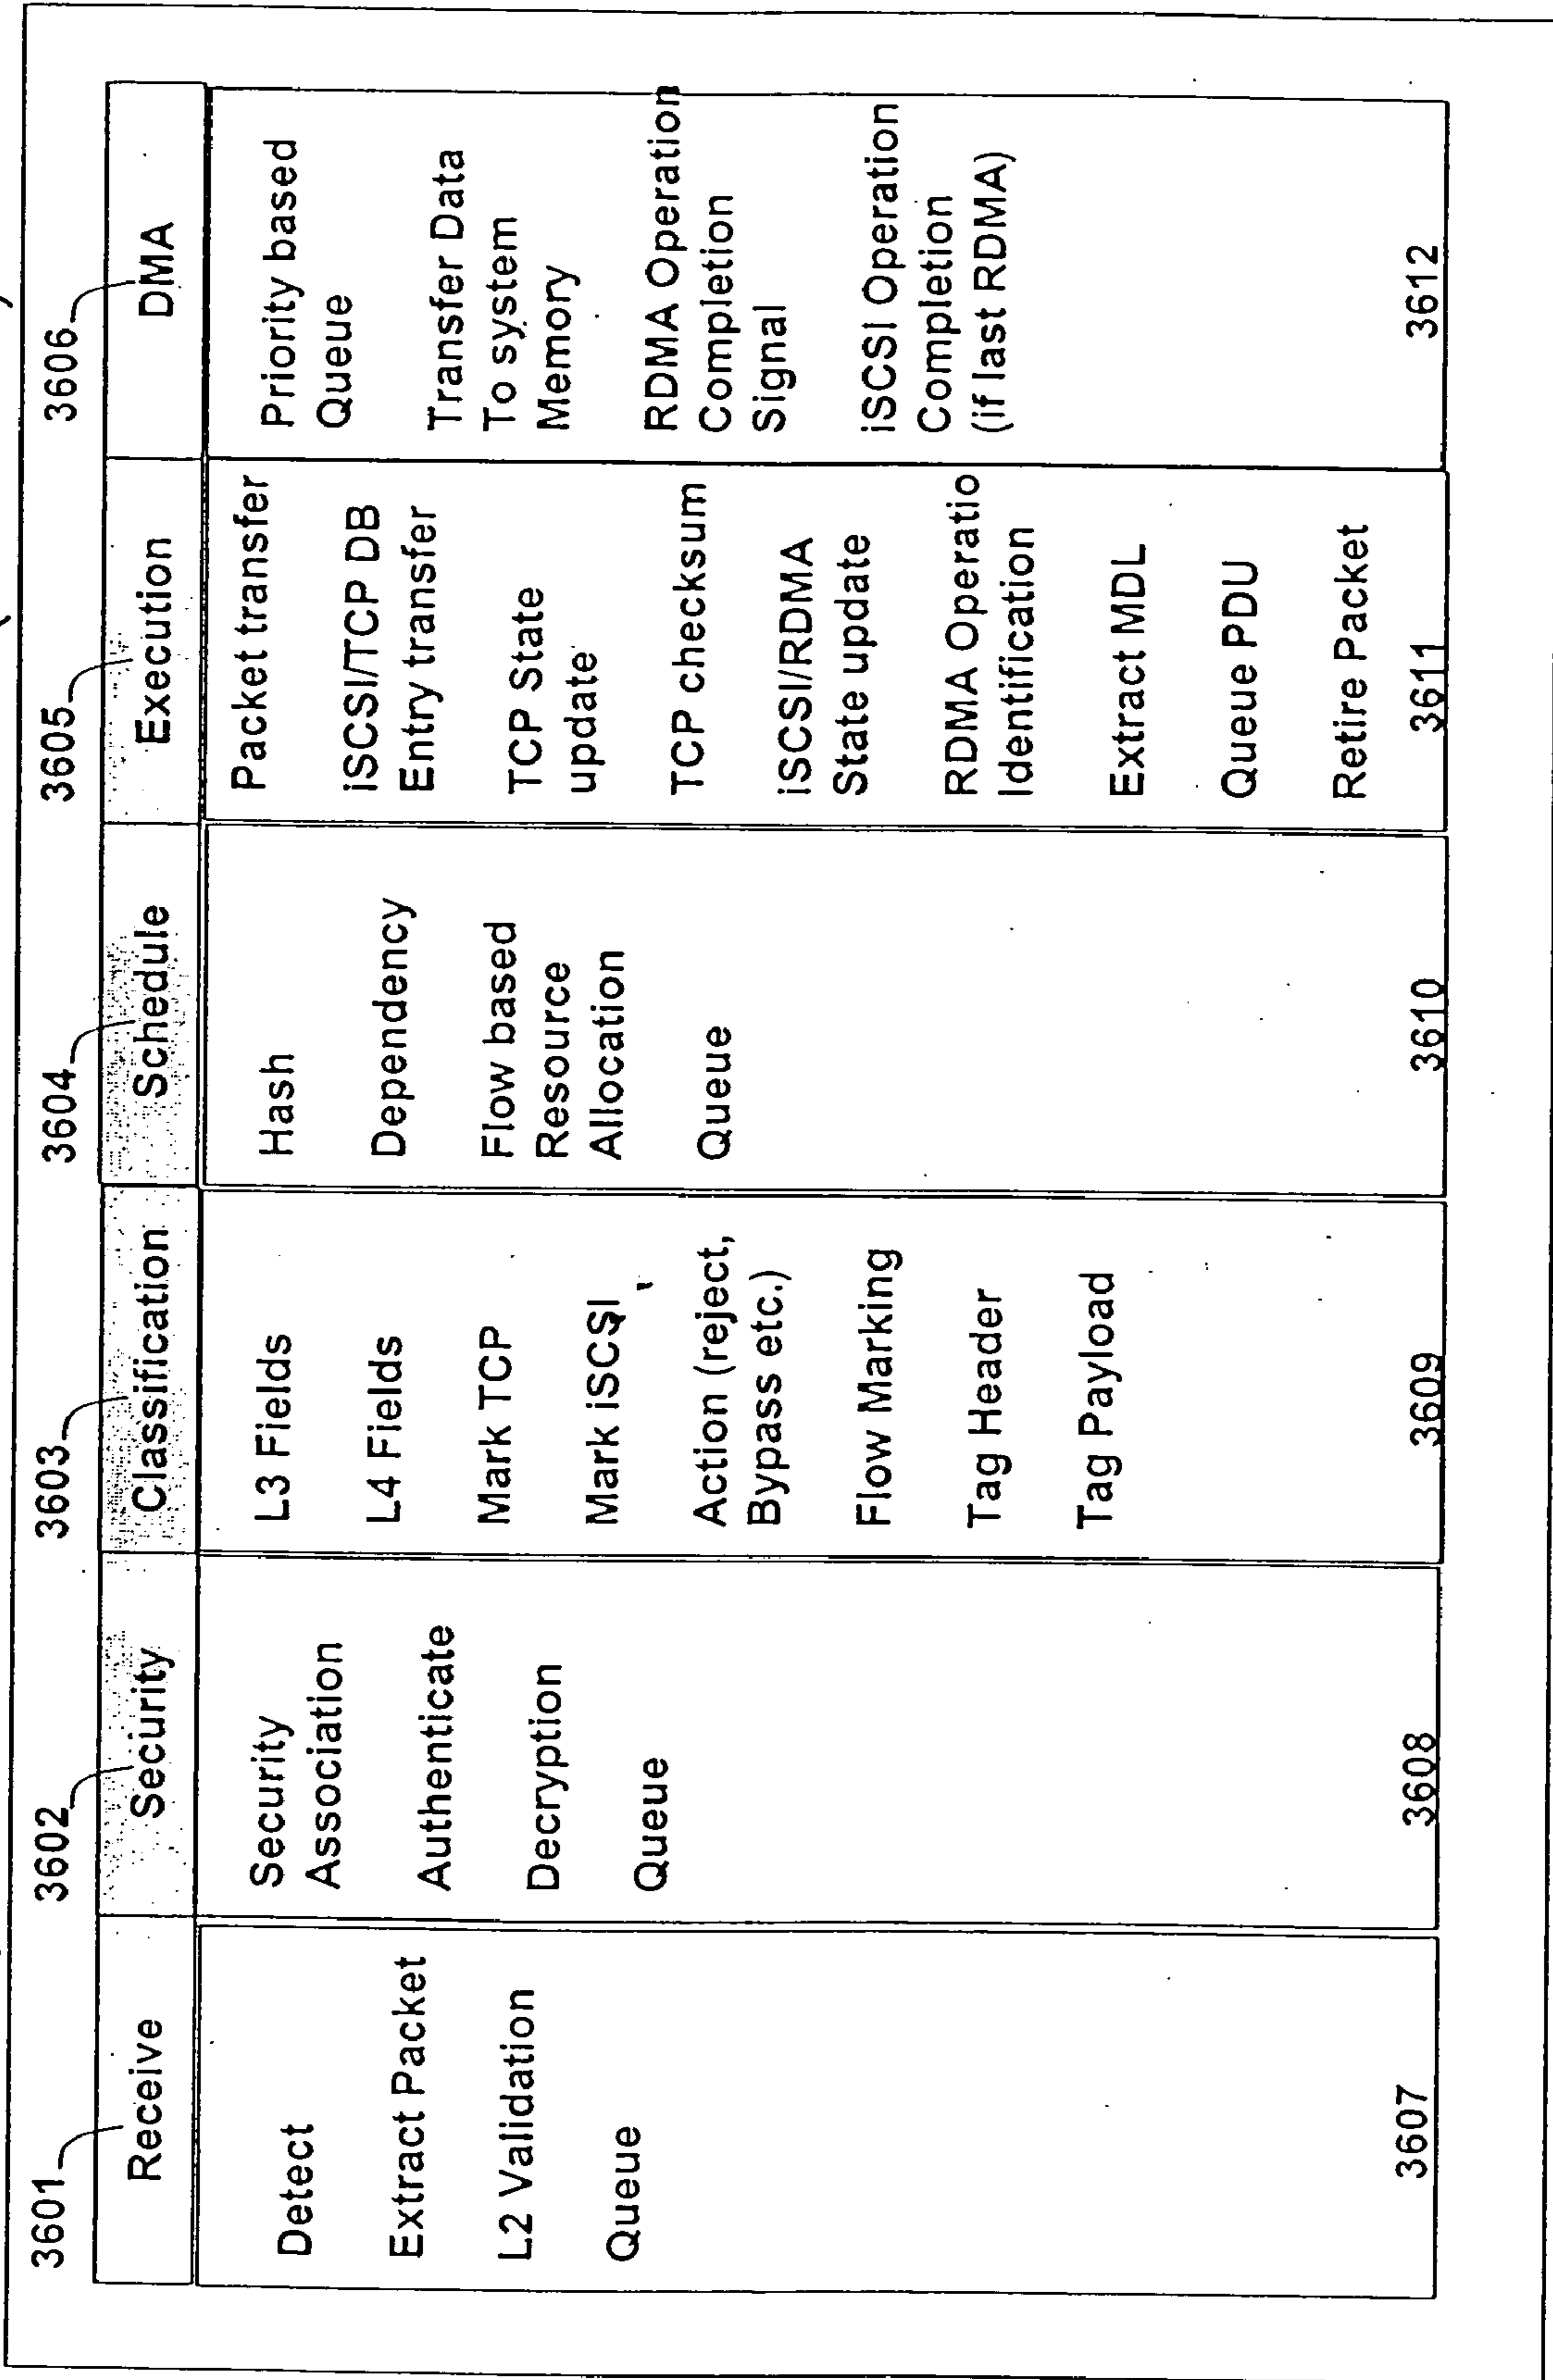 3601
Receive
Detect
Extract Packet
L2 Validation
Queue
3607
3602
Security
Security
Association
Authenticate
Decryption
Queue
3608
3603
Classification
L3 Fields
L4 Fields
Mark TCP
Mark iSCSI
Action (reject,
Bypass etc.)
Flow Marking
Tag Header
Tag Payload
3609
3604
Schedule
Hash
Dependency
Flow based
Resource
Allocation
Queue
3610
3605
Execution
Packet transfer
iSCSI/TCP DB
Entry transfer
TCP State
update
TCP checksum
iSCSI/RDMA
State update
RDMA Operatio
Identification
Extract MDL
Queue PDU
Retire Packet
3611
3606
DMA
Priority based
Queue
Transfer Data
To system
Memory
RDMA Operation
Completion
Signal
iSCSI Operation
Completion
(if last RDMA)
3612